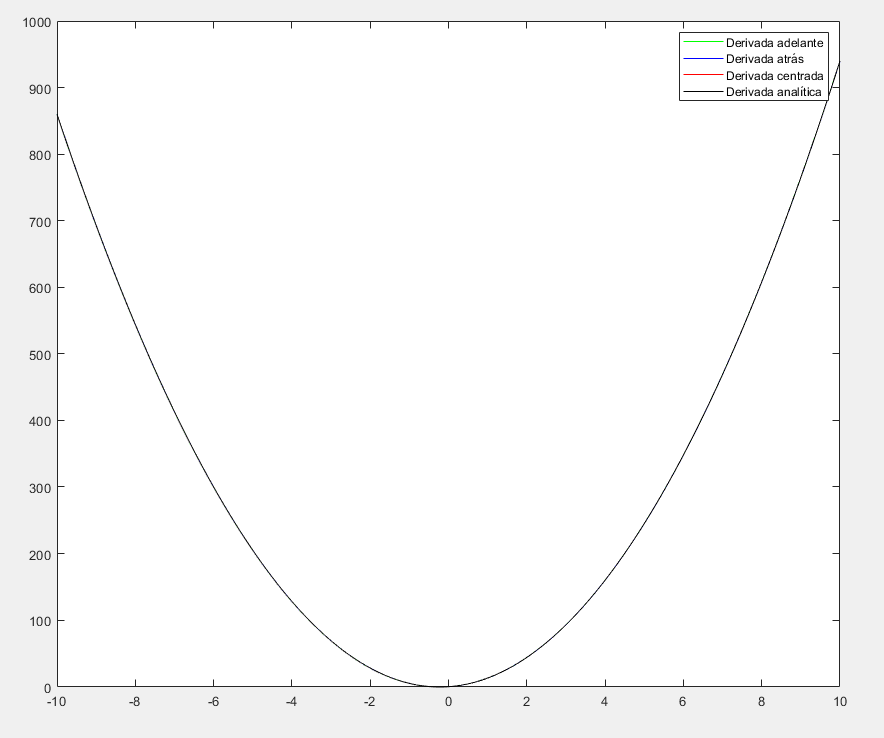 1000
900
800
700
600
500
400
300
200
100
0
-10 -8 -6 -4 -2 0 2 4 6 8 10
Derivada adelante
Derivada atrás
Derivada centrada
Derivada analítica